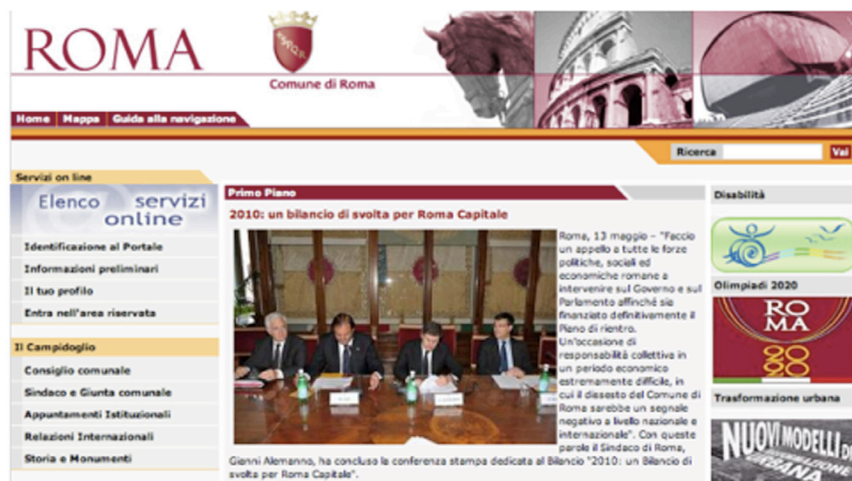 ROMA
SPQR
Comune di Roma
Home Mappa Guida alla navigazione
Ricerca Vai
Servizi on line
Elenco servizi
online
Identificazione al Portale
Informazioni preliminari
Il tuo profilo
Entra nell'area riservata
Il Campidoglio
Consiglio comunale
Sindaco e Giunta comunale
Appuntamenti Istituzionali
Relazioni Internazionali
Storia e Monumenti
Primo Piano
2010: un bilancio di svolta per Roma Capitale
Roma, 13 maggio – "Faccio
un appello a tutte le forze
politiche, sociali ed
economiche romane a
intervenire sul Governo e sul
Parlamento affinché sia
finanziato definitivamente il
Piano di rientro.
Un'occasione di
responsabilità collettiva in
un periodo economico
estremamente difficile, in
cui il dissesto del Comune di
Roma sarebbe un segnale
negativo a livello nazionale e
internazionale". Con queste
parole il Sindaco di Roma,
Gianni Alemanno, ha concluso la conferenza stampa dedicata al Bilancio "2010: un Bilancio di
svolta per Roma Capitale".
Disabilità
Olimpiadi 2020
RO
MA
20
20
Trasformazione urbana
NUOVI MODELLI DI
URBANA